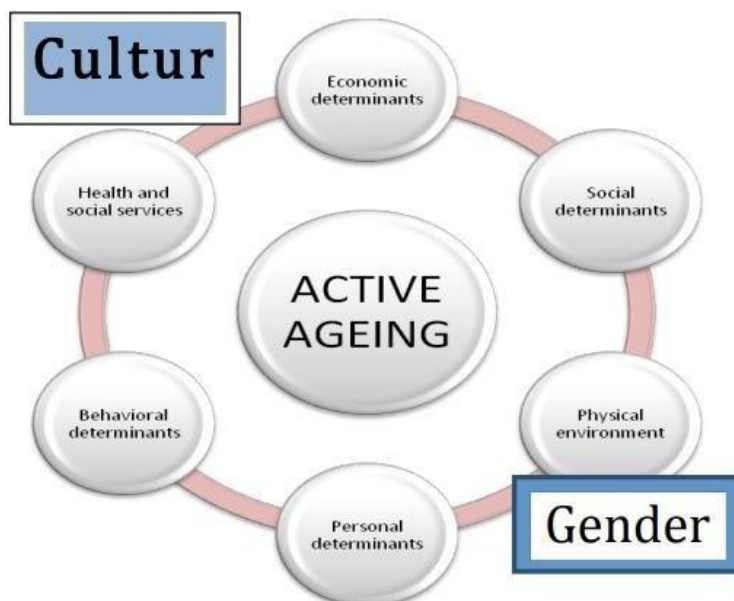 Cultur
Economic
determinants
Health and
social services
Social
determinants
ACTIVE
AGEING
Behavioral
determinants
Physical
environment
Personal
determinants
Gender